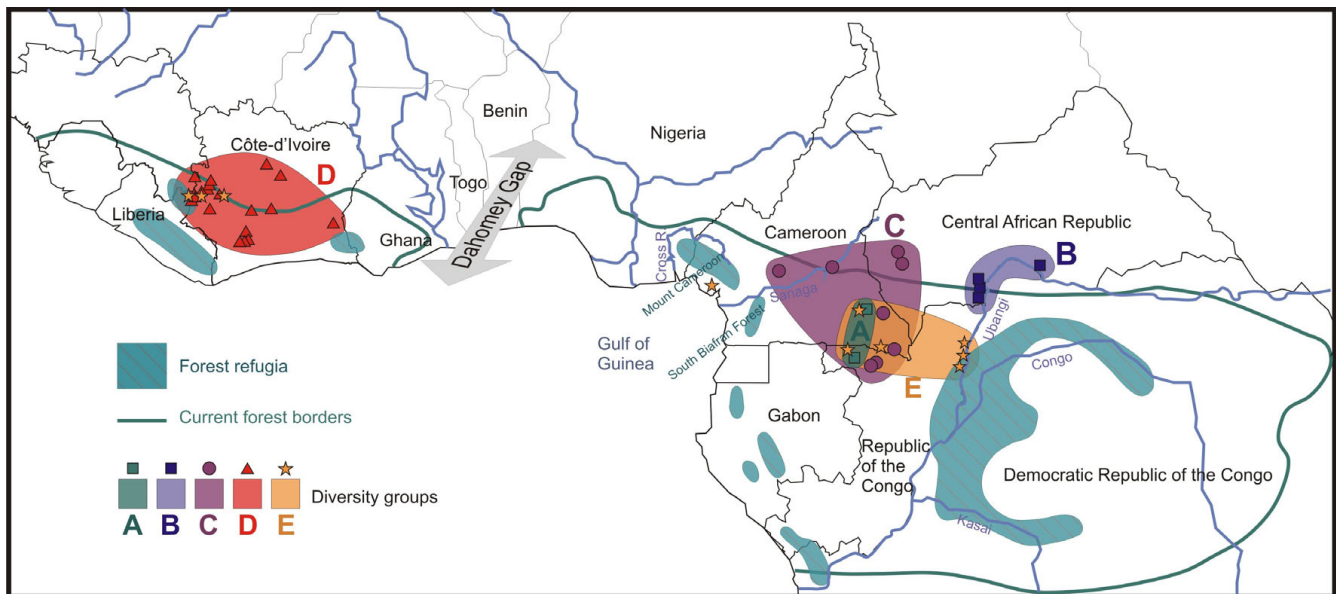 Benin
Nigeria
Côte-d'Ivoire
D
Togo
Dahomey Gap
Liberia
Ghana
Cross R.
Mount Cameroon
Cameroon
C
Central African Republic
B
Sanaga
South Biafran Forest
Ubangi
Gulf of
Guinea
A
E
Congo
Forest refugia
Current forest borders
Gabon
Republic
of the
Congo
Democratic Republic of the Congo
Kasai
Diversity groups
A B C D E